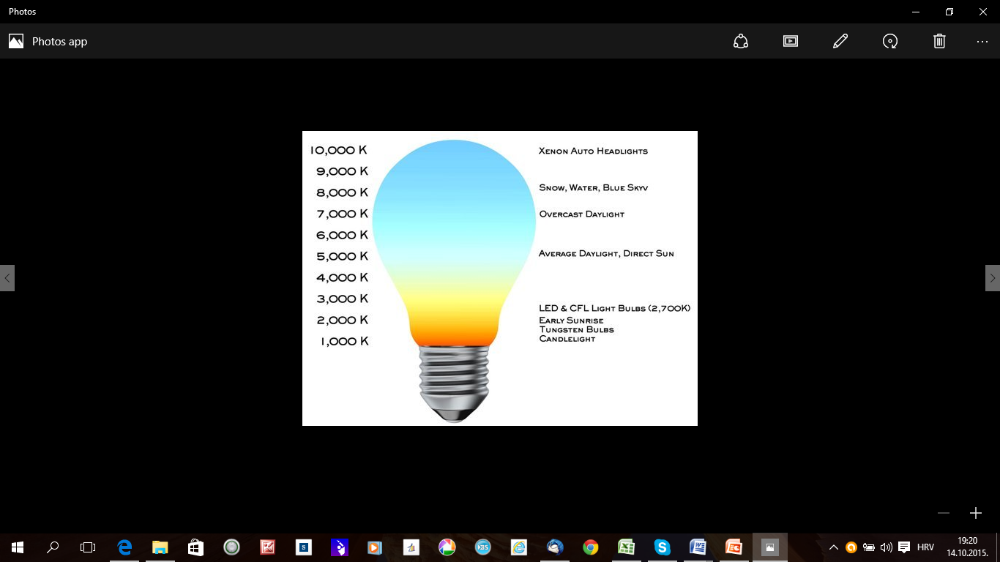 Photos
Photos app
10,000 K
Xenon Auto Headlights
9,000 K
8,000 K
Snow, Water, Blue Skyv
7,000 K
Overcast Daylight
6,000 K
5,000 K
Average Daylight, Direct Sun
4,000 K
3,000 K
LED & CFL Light Bulbs (2,700K)
2,000 K
Early Sunrise
Tungsten Bulbs
1,000 K
Candlelight
S
KBS
HRV
19:20
14.10.2015.